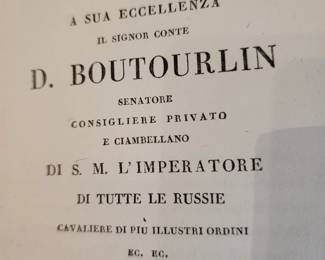 A SUA ECCELLENZA
IL SIGNOR CONTE
D. BOUTOURLIN
SENATORE
CONSIGLIERE PRIVATO
E CIAMBELLANO
DI S. M. L'IMPERATORE
DI TUTTE LE RUSSIE
CAVALIERE DI PIÙ ILLUSTRI ORDINI
EC. EC.